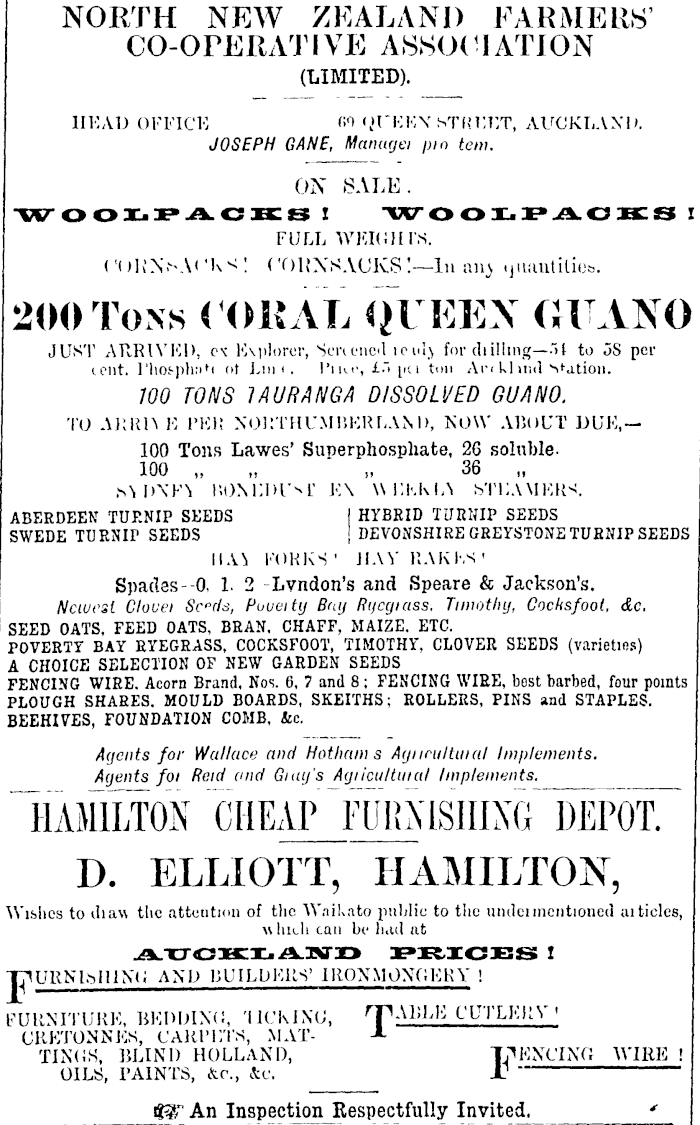 NORTH NEW ZEALAND FARMERS'
CO-OPERATIVE ASSOCIATION
(LIMITED).
HEAD OFFICE 69 QUEEN STREET, AUCKLAND.
JOSEPH GANE, Manager pro tem.
ON SALE.
WOOLPACKS! WOOLPACKS!
FULL WEIGHTS.
CORNSACKS! CORNSACKS!—In any quantities.
200 Tons CORAL QUEEN GUANO
JUST ARRIVED, ex Explorer, Screened ready for drilling—54 to 58 per
cent. Phosphate of Lime. Price, £5 per ton Auckland Station.
100 TONS TAURANGA DISSOLVED GUANO.
TO ARRIVE PER NORTHUMBERLAND, NOW ABOUT DUE,—
100 Tons Lawes' Superphosphate, 26 soluble.
100 „ „ „ 36 „
SYDNEY BONEDUST EX WEEKLY STEAMERS.
ABERDEEN TURNIP SEEDS | HYBRID TURNIP SEEDS
SWEDE TURNIP SEEDS | DEVONSHIRE GREYSTONE TURNIP SEEDS
HAY FORKS! HAY RAKES!
Spades--0, 1, 2 -Lyndon's and Speare & Jackson's.
Newest Clover Seeds, Poverty Bay Ryegrass, Timothy, Cocksfoot, &c.
SEED OATS, FEED OATS, BRAN, CHAFF, MAIZE, ETC.
POVERTY BAY RYEGRASS, COCKSFOOT, TIMOTHY, CLOVER SEEDS (varieties)
A CHOICE SELECTION OF NEW GARDEN SEEDS
FENCING WIRE, Acorn Brand, Nos. 6, 7 and 8; FENCING WIRE, best barbed, four points
PLOUGH SHARES, MOULD BOARDS, SKEITHS; ROLLERS, PINS and STAPLES.
BEEHIVES, FOUNDATION COMB, &c.
Agents for Wallace and Hotham s Agricultural Implements.
Agents for Reid and Gray's Agricultural Implements.
HAMILTON CHEAP FURNISHING DEPOT.
D. ELLIOTT, HAMILTON,
Wishes to draw the attention of the Waikato public to the undermentioned articles,
which can be had at
AUCKLAND PRICES!
FURNISHING AND BUILDERS' IRONMONGERY!
FURNITURE, BEDDING, TICKING,
CRETONNES, CARPETS, MAT-
TINGS, BLIND HOLLAND,
OILS, PAINTS, &c., &c.
TABLE CUTLERY!
FENCING WIRE!
☞ An Inspection Respectfully Invited.